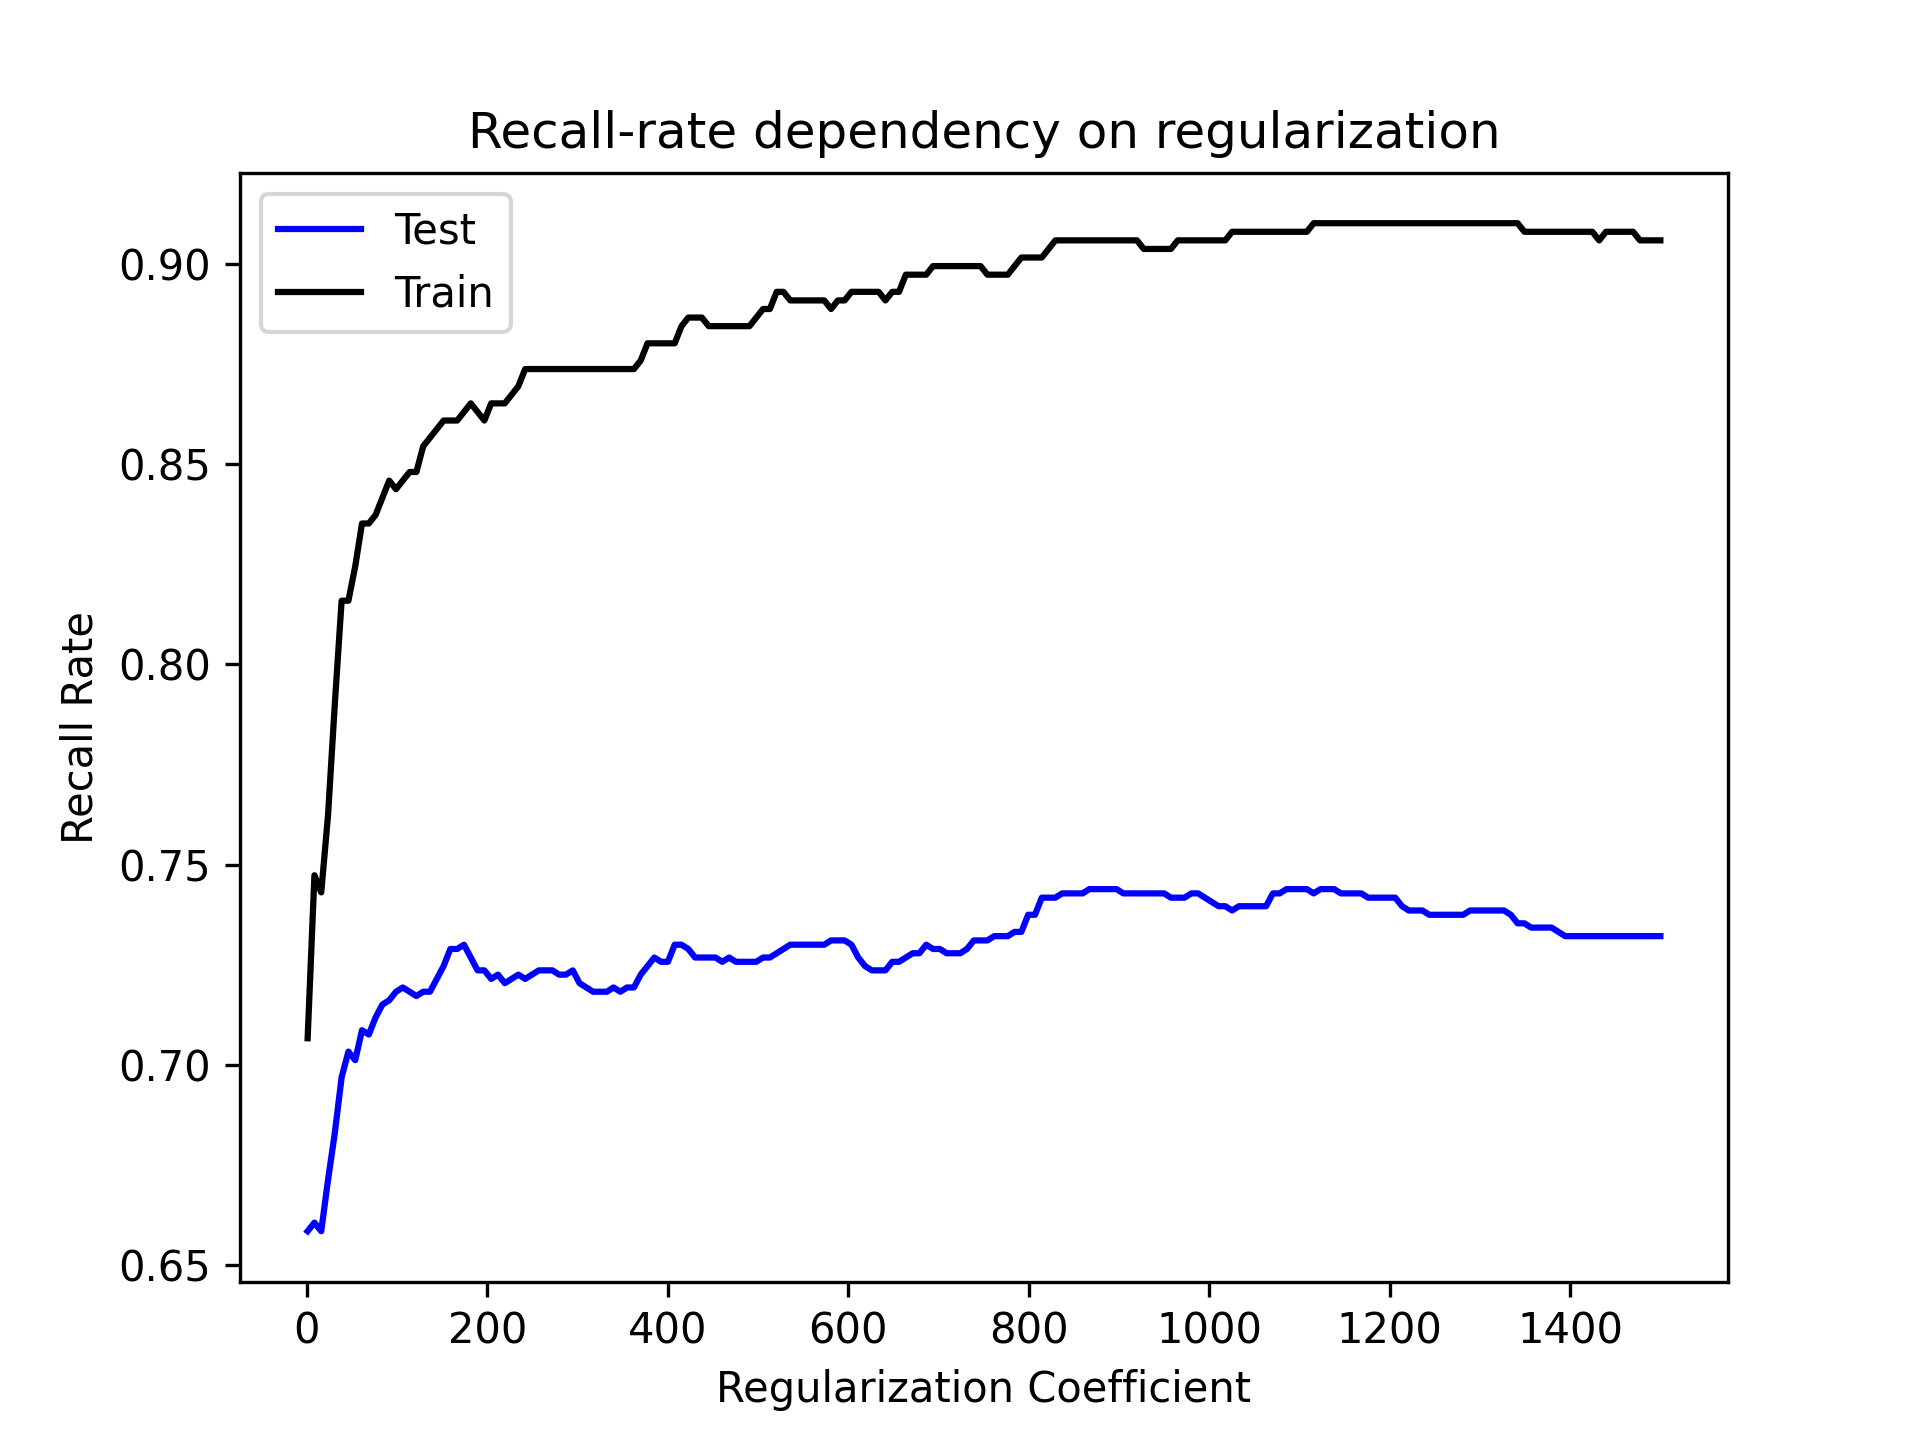 Recall-rate dependency on regularization
Test
Train
Recall Rate
0.90
0.85
0.80
0.75
0.70
0.65
0 200 400 600 800 1000 1200 1400
Regularization Coefficient